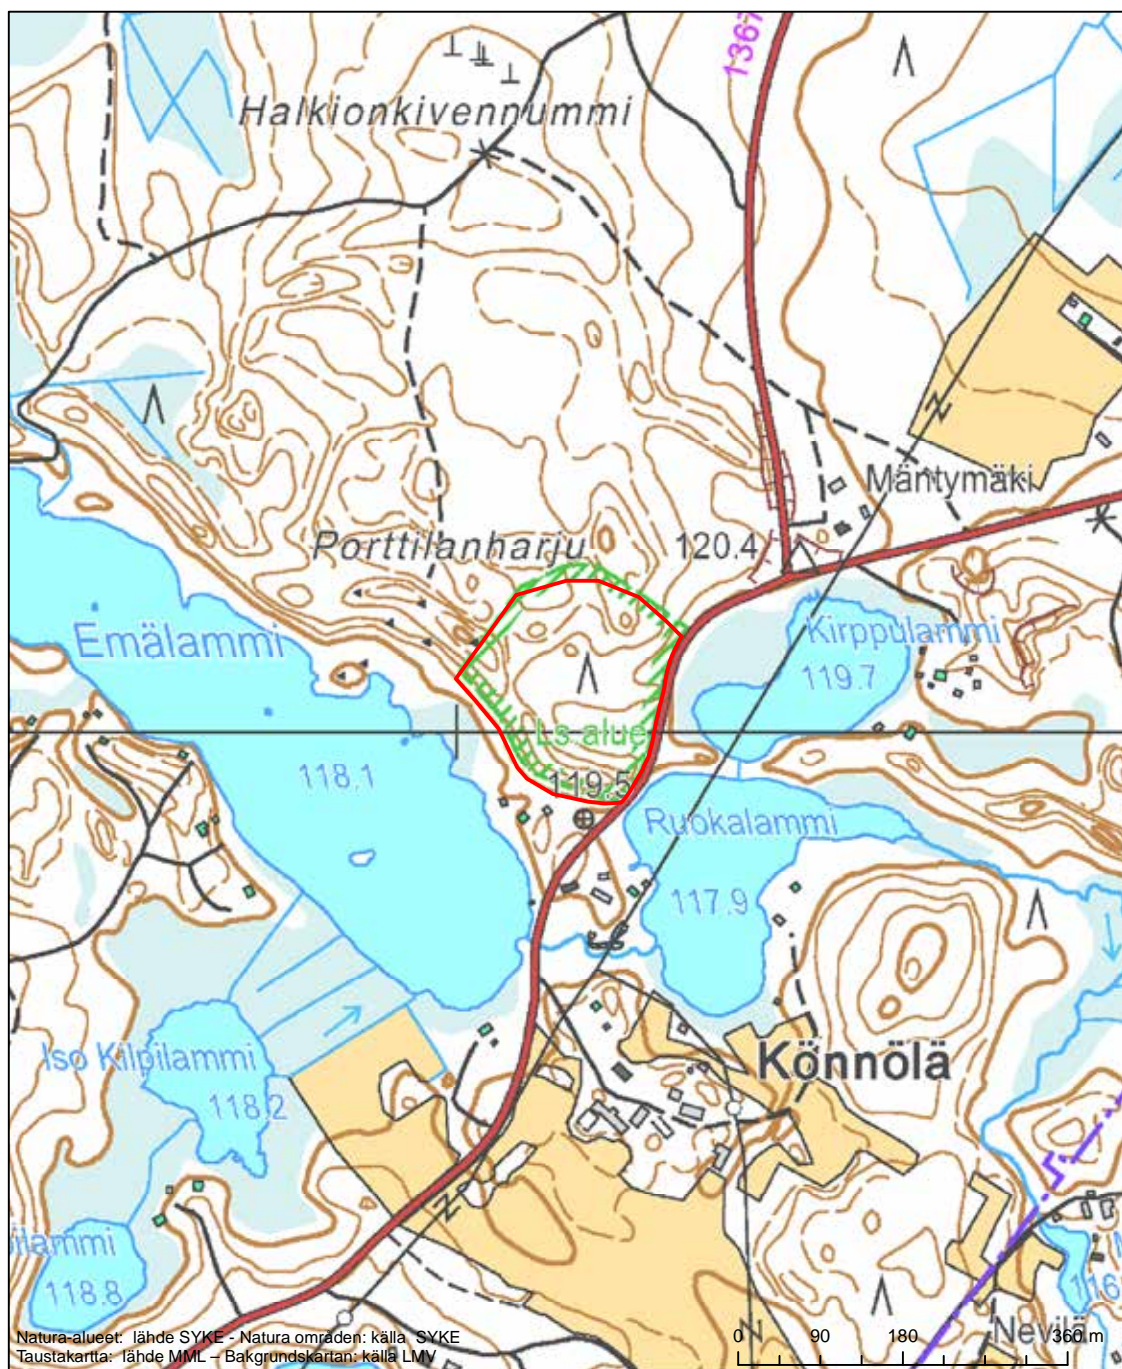 1367
Halkionkivennummi
Mäntymäki
Porttilanharju
120.4
Emälammi
Kirppulammi
119.7
Ls alue
118.1
119.5
Ruokalammi
117.9
Iso Kilpilammi
118.2
Könnölä
118.8
Nevilä
Natura-alueet: lähde SYKE - Natura områden: källa SYKE
Taustakartta: lähde MML – Bakgrundskartan: källa LMV
0 90 180 360 m